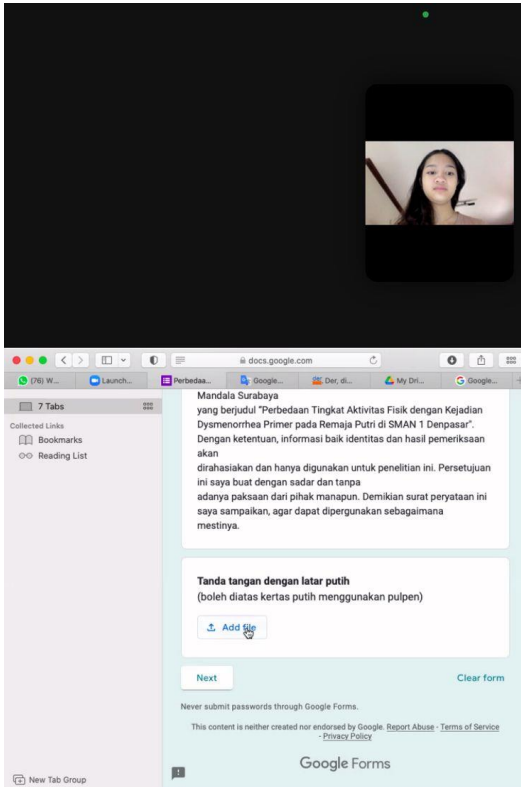 docs.google.com
(76) W...
Launch...
Perbedaa...
Google...
Der, di...
My Dri...
Google...
7 Tabs
Collected Links
Bookmarks
Reading List
New Tab Group
Mandala Surabaya
yang berjudul "Perbedaan Tingkat Aktivitas Fisik dengan Kejadian
Dysmenorrhea Primer pada Remaja Putri di SMAN 1 Denpasar".
Dengan ketentuan, informasi baik identitas dan hasil pemeriksaan
akan
dirahasiakan dan hanya digunakan untuk penelitian ini. Persetujuan
ini saya buat dengan sadar dan tanpa
adanya paksaan dari pihak manapun. Demikian surat peryataan ini
saya sampaikan, agar dapat dipergunakan sebagaimana
mestinya.
Tanda tangan dengan latar putih
(boleh diatas kertas putih menggunakan pulpen)
Add file
Next
Clear form
Never submit passwords through Google Forms.
This content is neither created nor endorsed by Google. Report Abuse - Terms of Service
- Privacy Policy
Google Forms